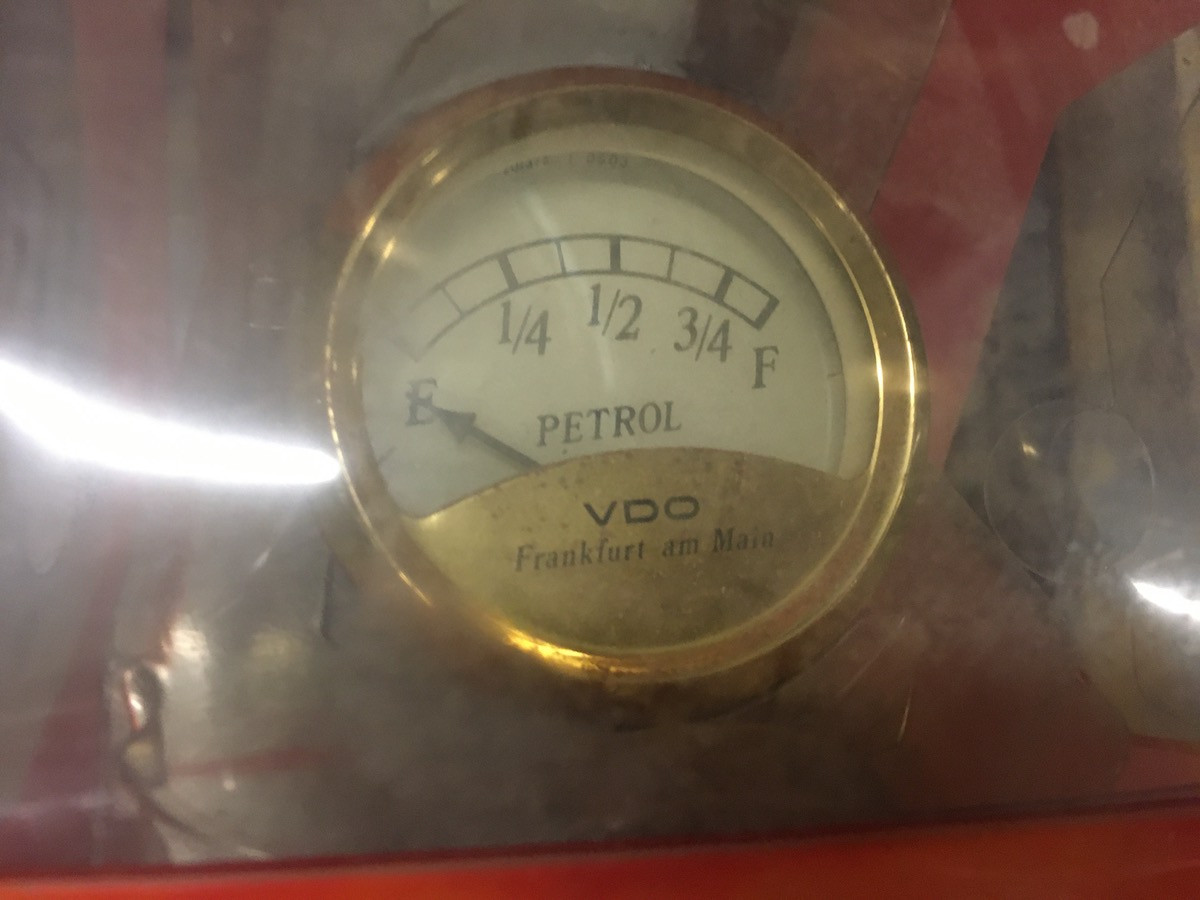 1/4 1/2 3/4
E F
PETROL
VDO
Frankfurt am Main